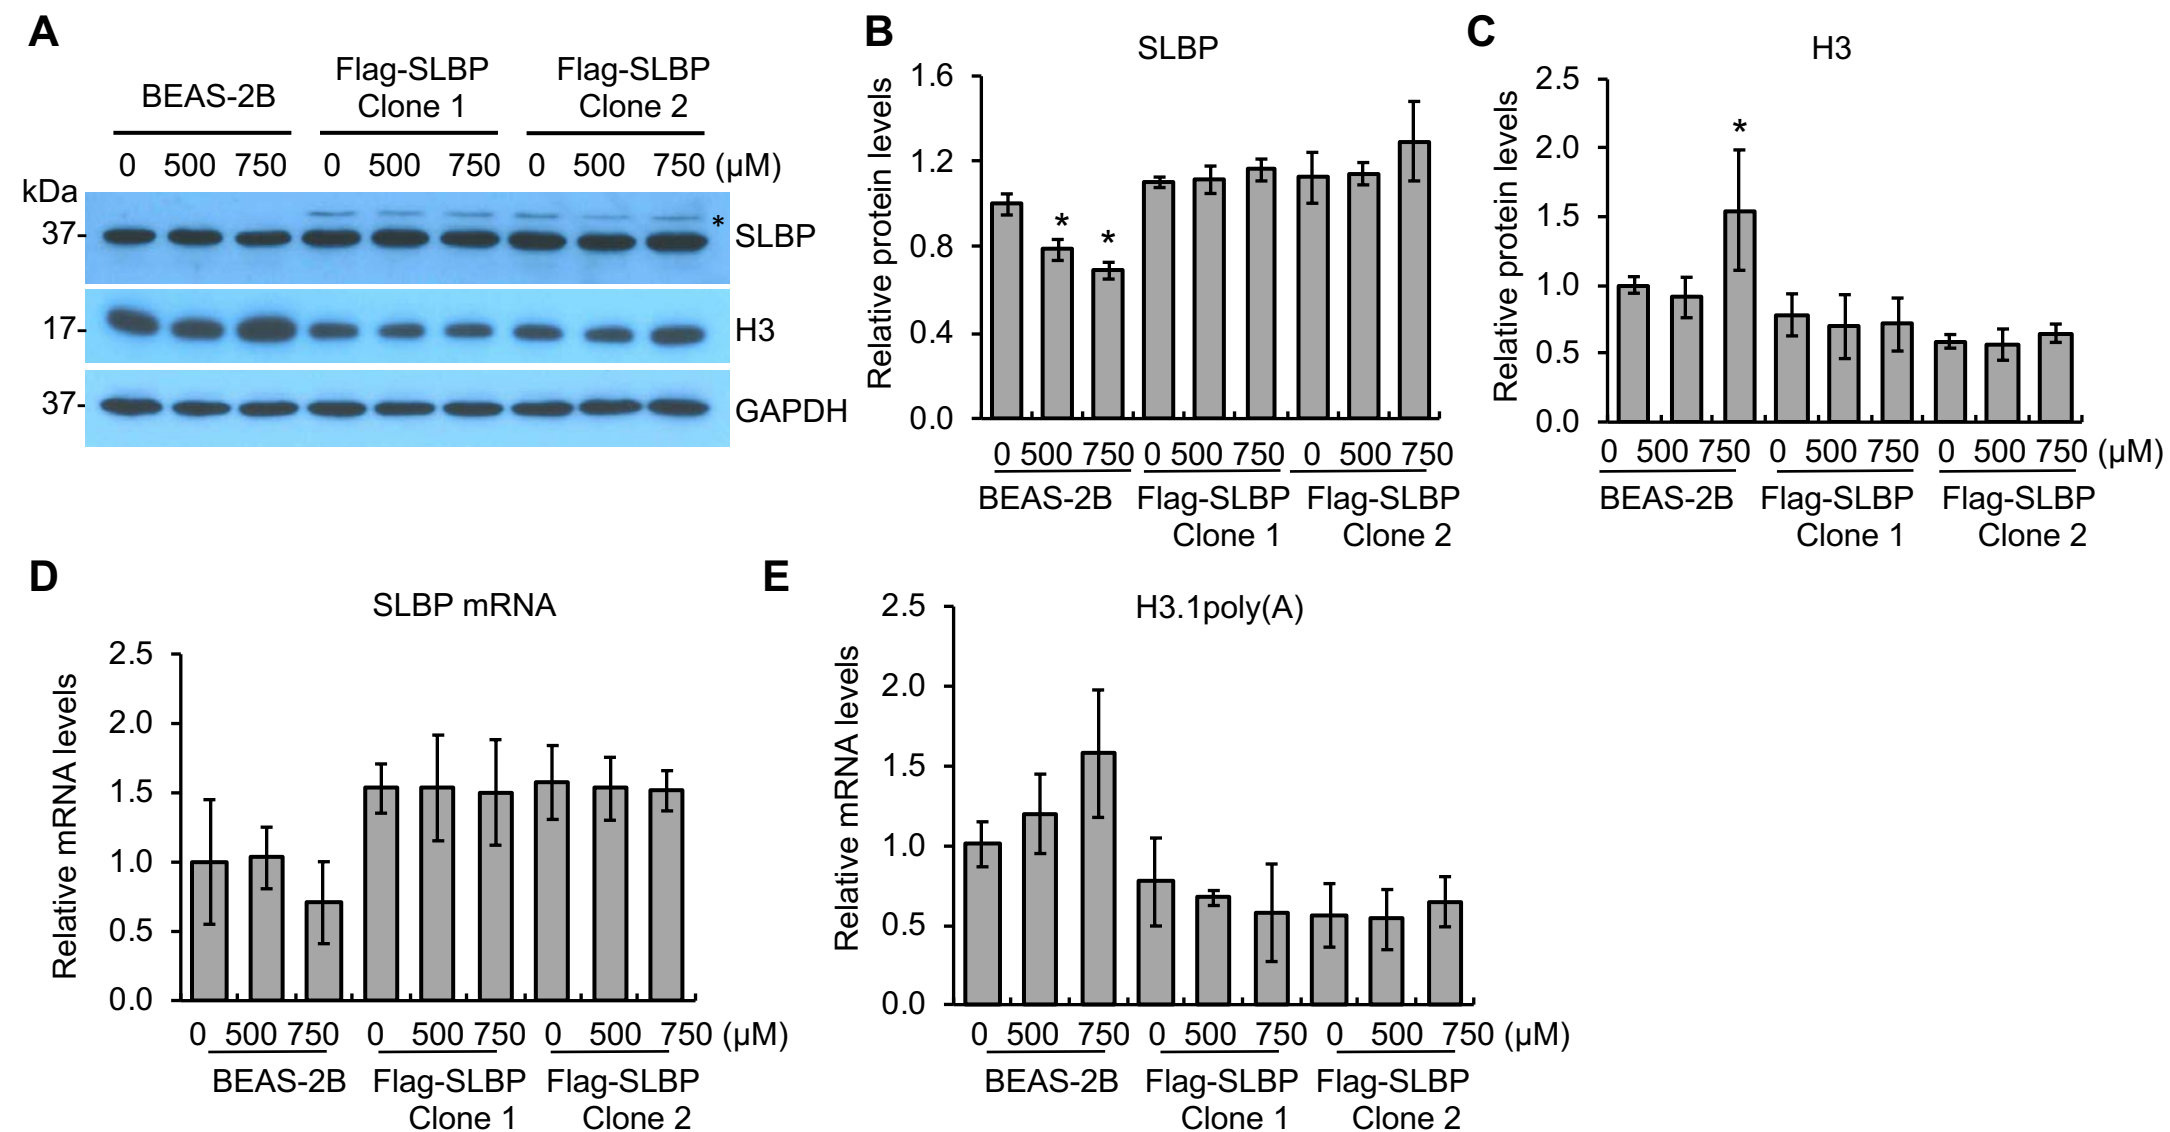 A
BEAS-2B
Flag-SLBP
Clone 1
Flag-SLBP
Clone 2
0 500 750 0 500 750 0 500 750 (µM)
kDa
37-
*
SLBP
17-
H3
37-
GAPDH
B
SLBP
Relative protein levels
1.6
1.2
0.8
0.4
0.0
* *
0 500 750 0 500 750 0 500 750
BEAS-2B Flag-SLBP Flag-SLBP
Clone 1 Clone 2
C
H3
Relative protein levels
2.5
2.0
1.5
1.0
0.5
0.0
*
0 500 750 0 500 750 0 500 750 (µM)
BEAS-2B Flag-SLBP Flag-SLBP
Clone 1 Clone 2
D
SLBP mRNA
Relative mRNA levels
2.5
2.0
1.5
1.0
0.5
0.0
0 500 750 0 500 750 0 500 750 (µM)
BEAS-2B Flag-SLBP Flag-SLBP
Clone 1 Clone 2
E
H3.1poly(A)
Relative mRNA levels
2.5
2.0
1.5
1.0
0.5
0.0
0 500 750 0 500 750 0 500 750 (µM)
BEAS-2B Flag-SLBP Flag-SLBP
Clone 1 Clone 2